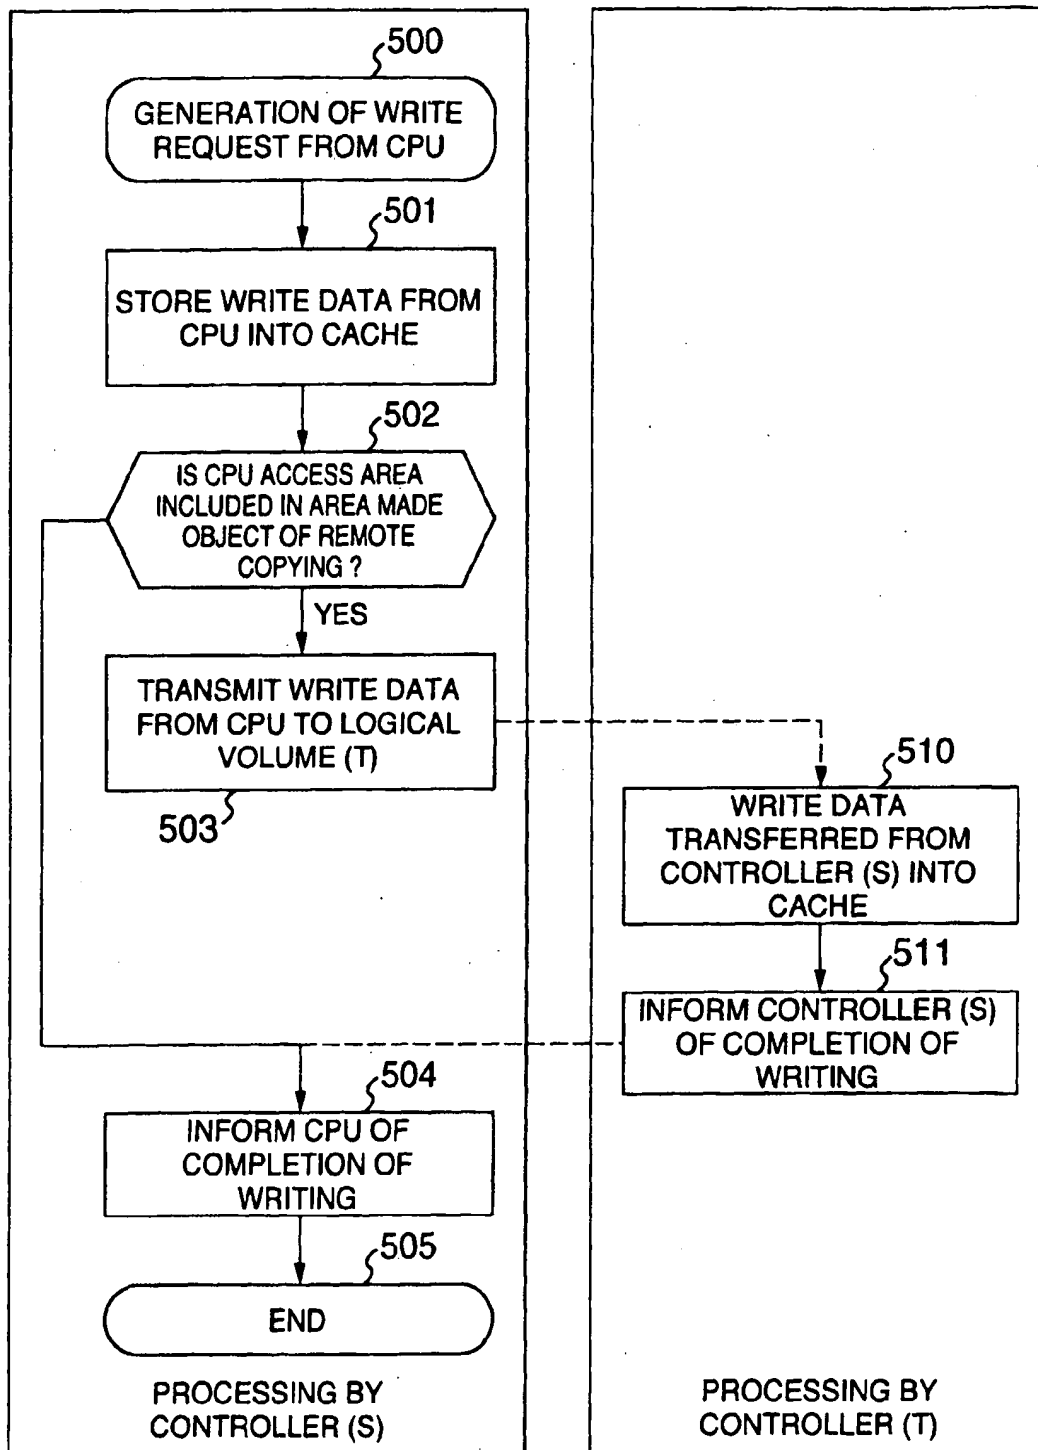 500
GENERATION OF WRITE
REQUEST FROM CPU
501
STORE WRITE DATA FROM
CPU INTO CACHE
502
IS CPU ACCESS AREA
INCLUDED IN AREA MADE
OBJECT OF REMOTE
COPYING ?
YES
TRANSMIT WRITE DATA
FROM CPU TO LOGICAL
VOLUME (T)
503
510
WRITE DATA
TRANSFERRED FROM
CONTROLLER (S) INTO
CACHE
511
INFORM CONTROLLER (S)
OF COMPLETION OF
WRITING
504
INFORM CPU OF
COMPLETION OF
WRITING
505
END
PROCESSING BY
CONTROLLER (S)
PROCESSING BY
CONTROLLER (T)